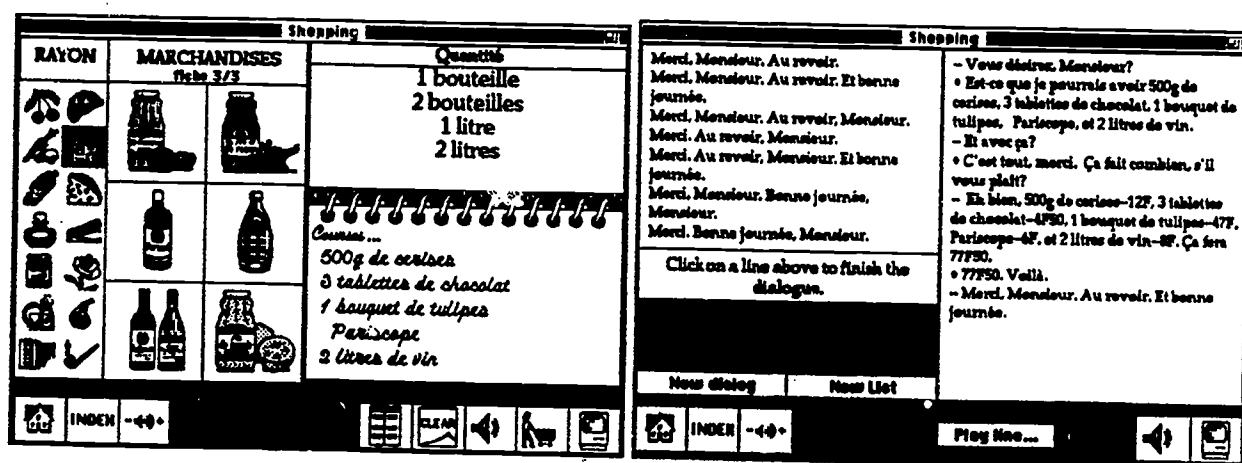 Shopping
RAYON
MARCHANDISES
fiche 3/3
Quantité
1 bouteille
2 bouteilles
1 litre
2 litres
Courses...
500g de cerises
3 tablettes de chocolat
1 bouquet de tulipes
Pariscope
2 litres de vin
INDEX
CLEAR
Shopping
Merci, Monsieur. Au revoir.
Merci, Monsieur. Au revoir. Et bonne
journée.
Merci, Monsieur. Au revoir, Monsieur.
Merci. Au revoir, Monsieur.
Merci. Au revoir, Monsieur. Et bonne
journée.
Merci, Monsieur. Bonne journée,
Monsieur.
Merci. Bonne journée, Monsieur.
Click on a line above to finish the
dialogue.
New dialog
New List
INDEX
– Vous désirez, Monsieur?
• Est-ce que je pourrais avoir 500g de
cerises, 3 tablettes de chocolat, 1 bouquet de
tulipes, Pariscope, et 2 litres de vin.
– Et avec ça?
• C'est tout, merci. Ça fait combien, s'il
vous plaît?
– Eh bien, 500g de cerises–12F, 3 tablettes
de chocolat–4F50, 1 bouquet de tulipes–47F,
Pariscope–6F, et 2 litres de vin–8F. Ça fera
77F50.
• 77F50. Voilà.
– Merci, Monsieur. Au revoir. Et bonne
journée.
Play line...